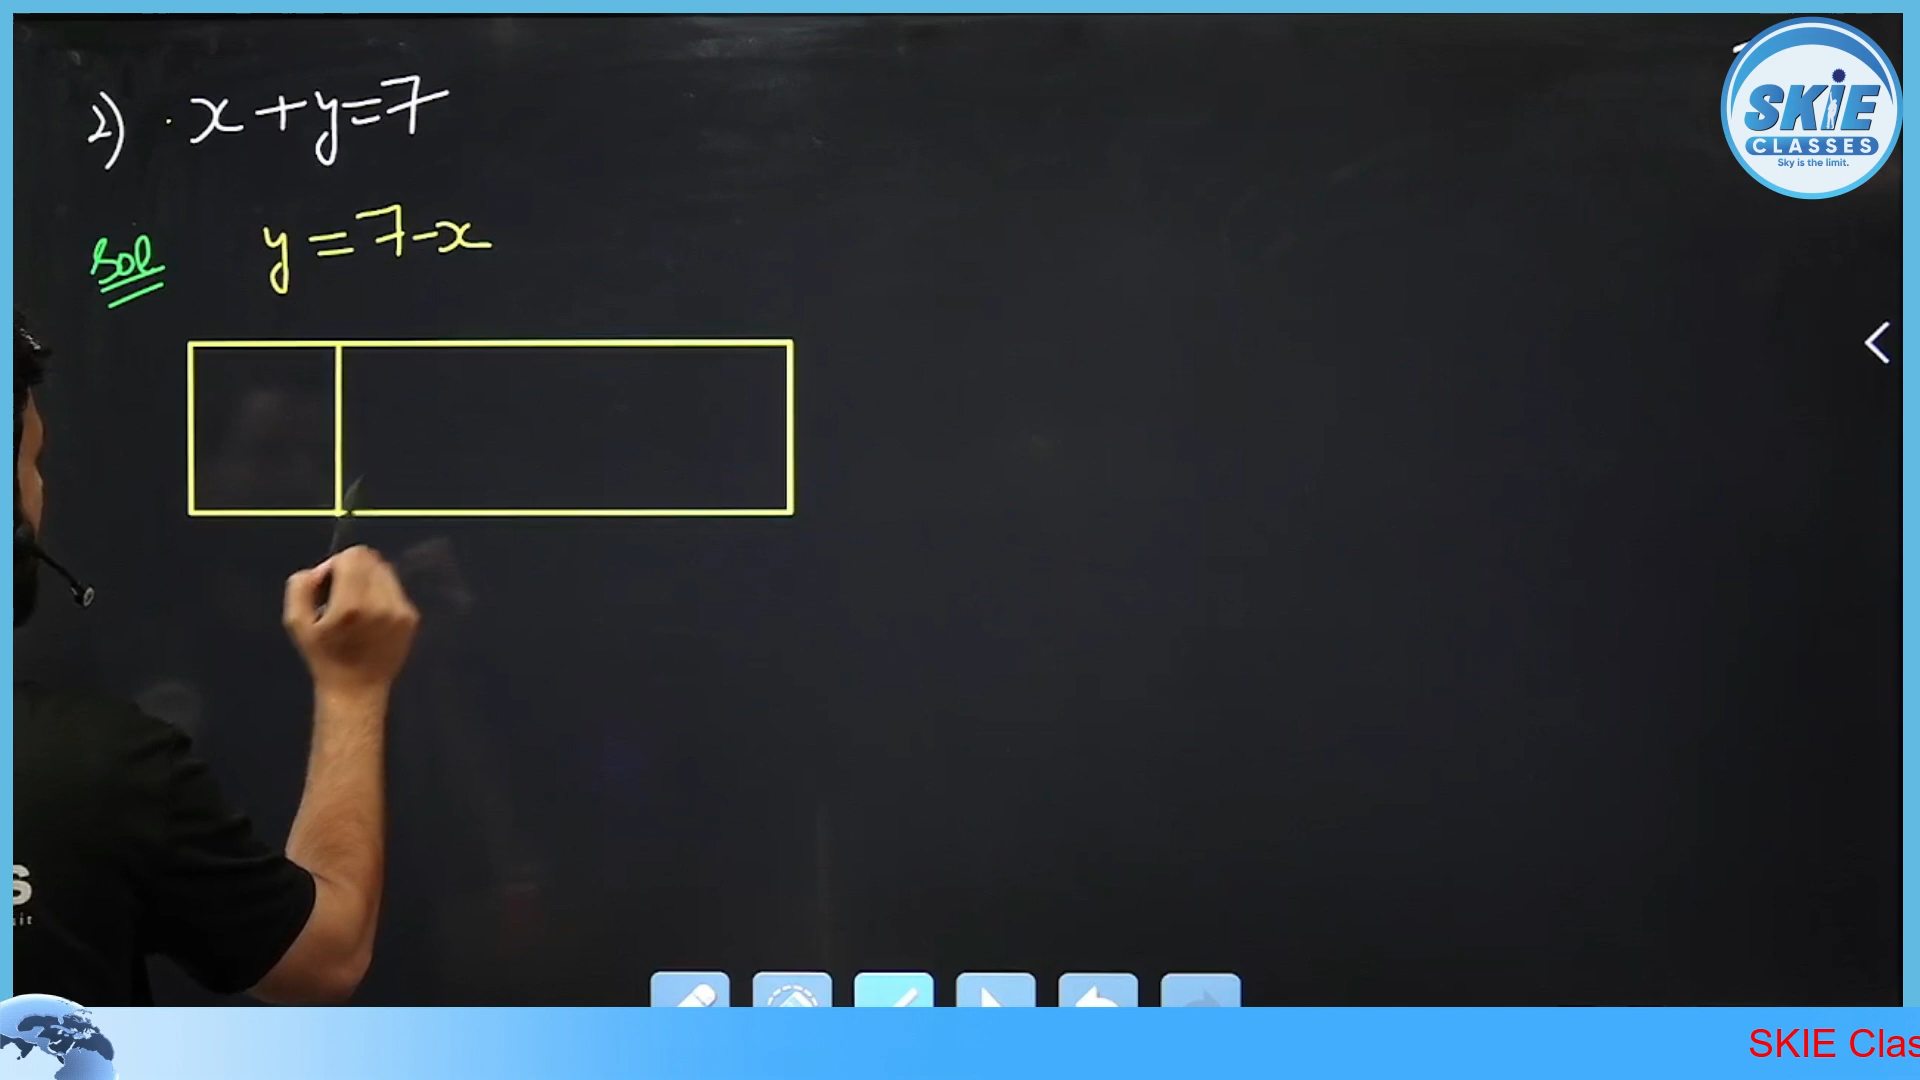 2) x + y = 7
Sol y = 7 - x
SKIE
CLASSES
Sky is the limit.
S
SKIE Clas